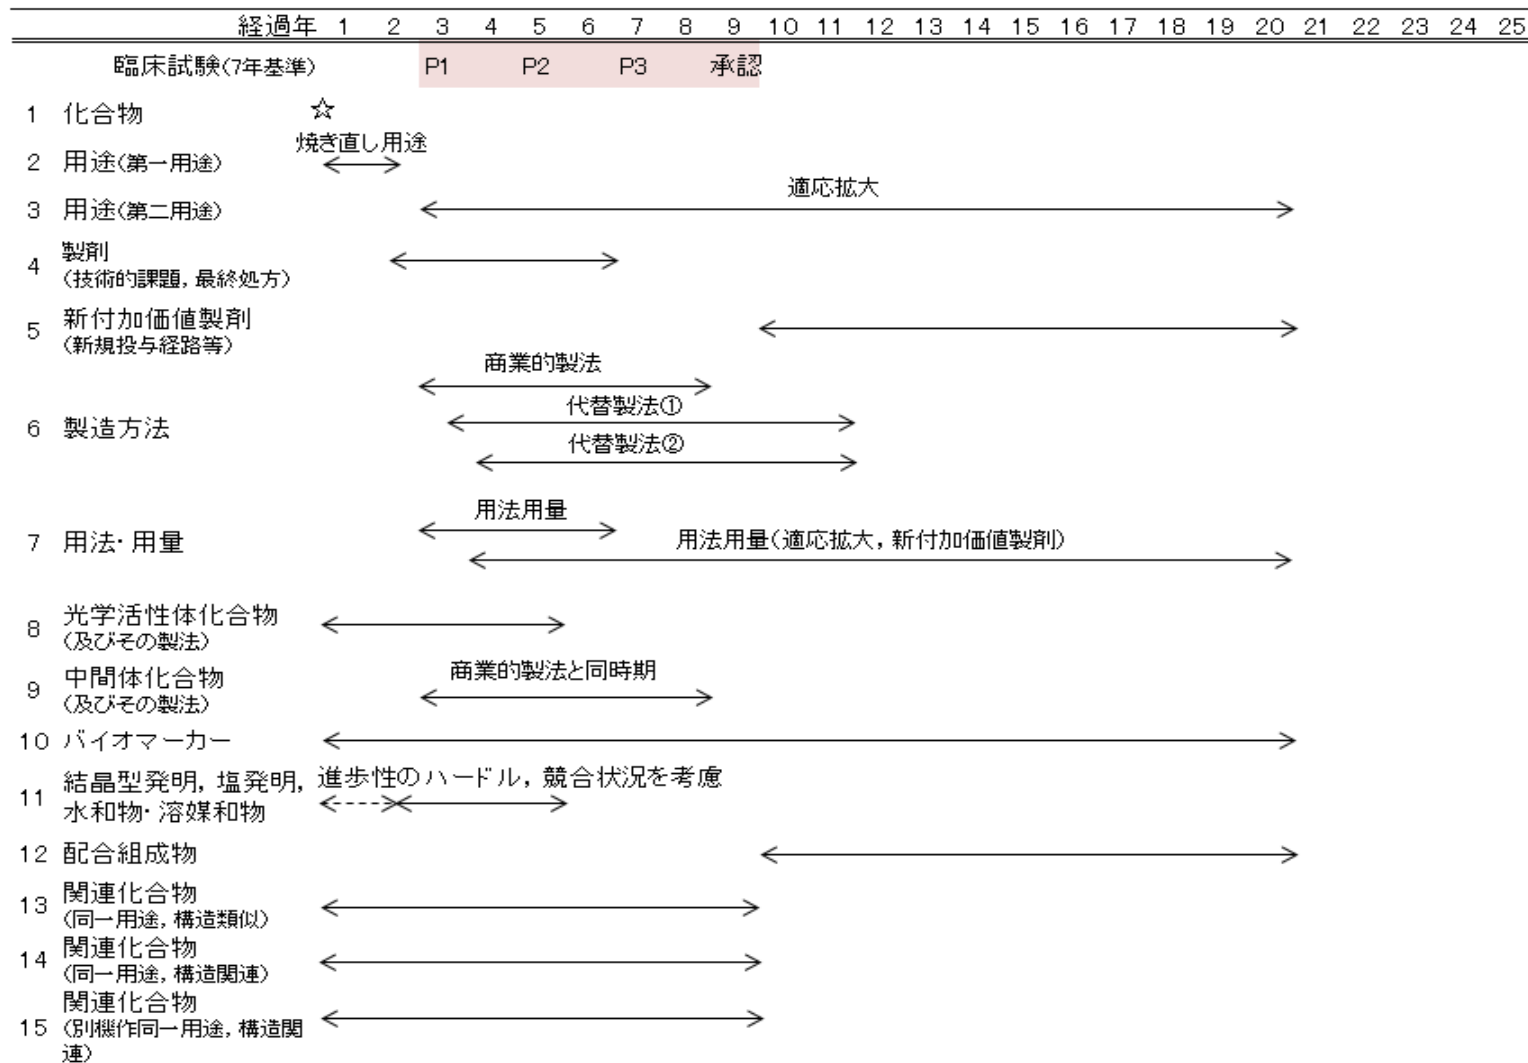 経過年 1 2 3 4 5 6 7 8 9 10 11 12 13 14 15 16 17 18 19 20 21 22 23 24 25
臨床試験(7年基準) P1 P2 P3 承認
1 化合物 ☆
焼き直し用途
2 用途(第一用途)
適応拡大
3 用途(第二用途)
4 製剤
(技術的課題,最終処方)
5 新付加価値製剤
(新規投与経路等)
商業的製法
代替製法①
6 製造方法
代替製法②
用法用量
7 用法・用量 用法用量(適応拡大,新付加価値製剤)
8 光学活性体化合物
(及びその製法)
9 中間体化合物 商業的製法と同時期
(及びその製法)
10 バイオマーカー
11 結晶型発明,塩発明, 進歩性のハードル,競合状況を考慮
水和物・溶媒和物
12 配合組成物
13 関連化合物
(同一用途,構造類似)
14 関連化合物
(同一用途,構造関連)
関連化合物
15 (別機作同一用途,構造関
連)